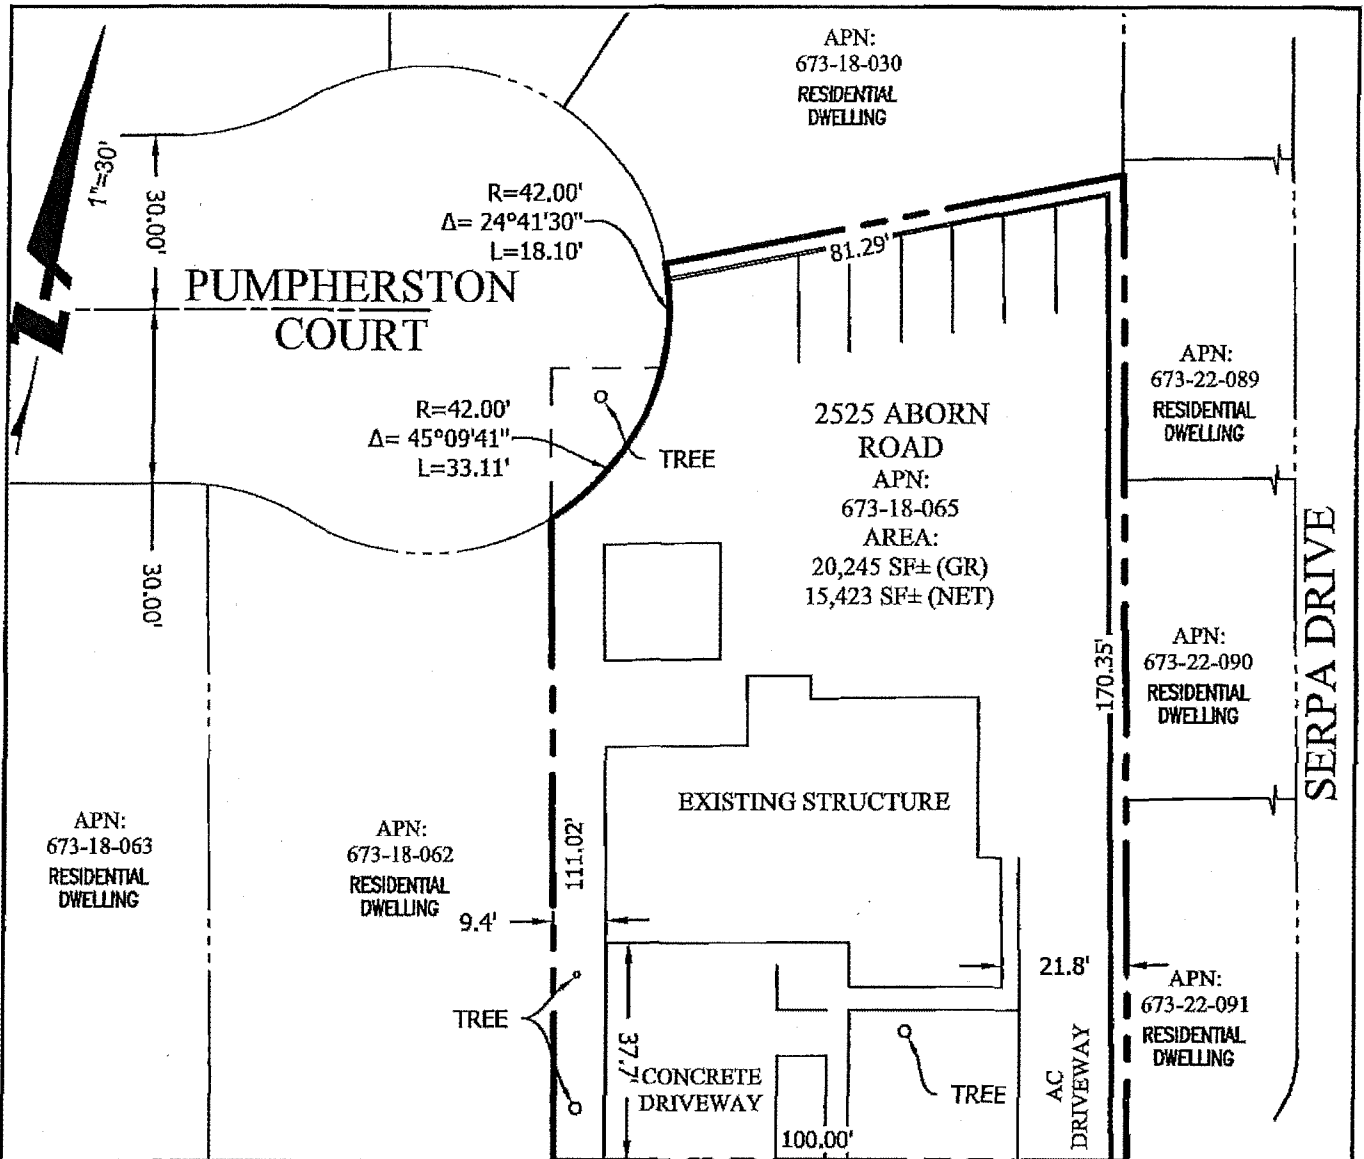 APN:
673-18-030
RESIDENTIAL
DWELLING
1"=30'
30.00'
R=42.00'
Δ= 24°41'30"
L=18.10'
81.29'
PUMPHERSTON
COURT
N
R=42.00'
Δ= 45°09'41"
L=33.11'
TREE
2525 ABORN
ROAD
APN:
673-18-065
AREA:
20,245 SF± (GR)
15,423 SF± (NET)
APN:
673-22-089
RESIDENTIAL
DWELLING
30.00'
170.35'
APN:
673-22-090
RESIDENTIAL
DWELLING
SERPA DRIVE
EXISTING STRUCTURE
APN:
673-18-063
RESIDENTIAL
DWELLING
APN:
673-18-062
RESIDENTIAL
DWELLING
111.02'
9.4'
21.8'
APN:
673-22-091
RESIDENTIAL
DWELLING
TREE
37.7'
CONCRETE
DRIVEWAY
TREE
AC
DRIVEWAY
100.00'